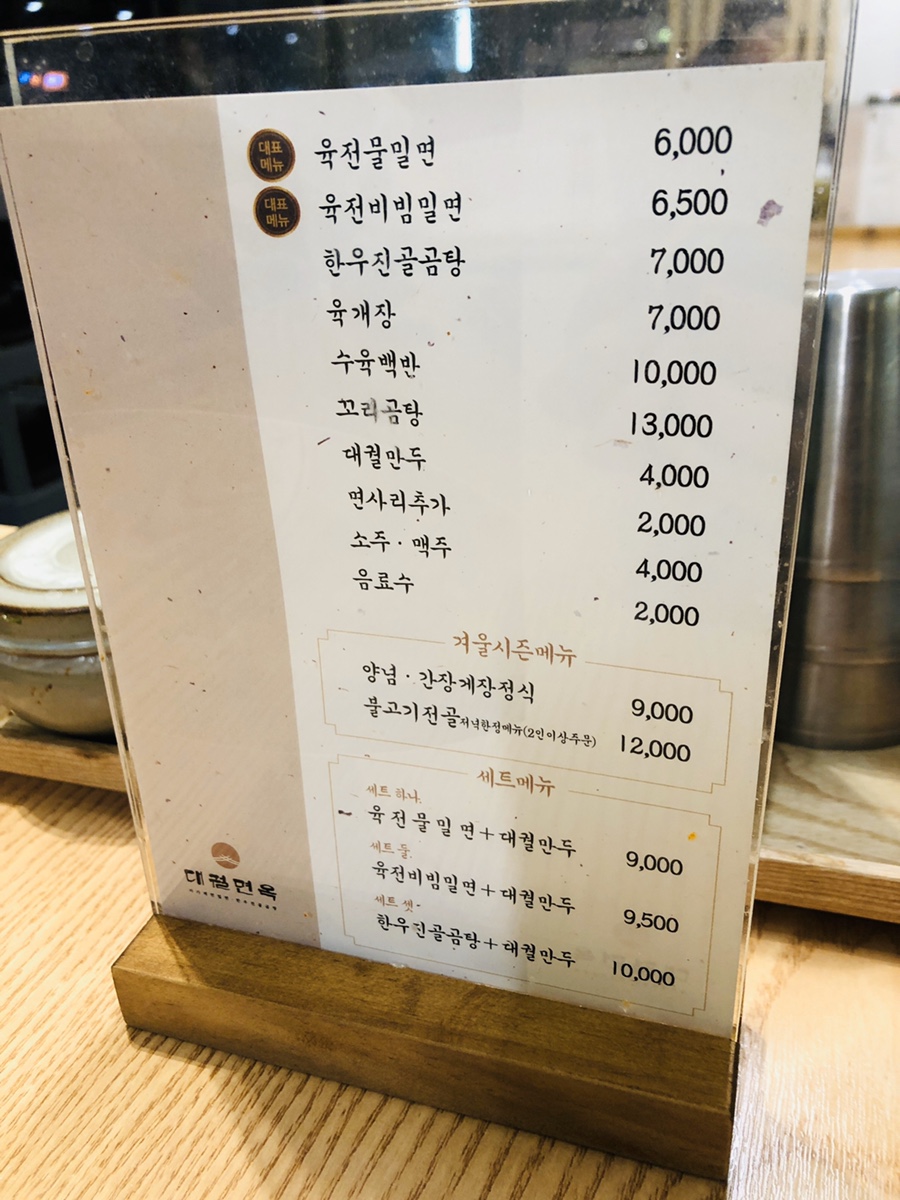 대표메뉴 육전물밀면 6,000
대표메뉴 육전비빔밀면 6,500
한우진골곰탕 7,000
육개장 7,000
수육백반 10,000
꼬리곰탕 13,000
대궐만두 4,000
면사리추가 2,000
소주 · 맥주 4,000
음료수 2,000
겨울시즌메뉴
양념 · 간장게장정식 9,000
불고기전골 저녁한정메뉴(2인이상주문) 12,000
세트메뉴
세트 하나.
육전물밀면+대궐만두 9,000
세트 둘.
육전비빔밀면+대궐만두 9,500
세트 셋.
한우진골곰탕+대궐만두 10,000
대궐면옥